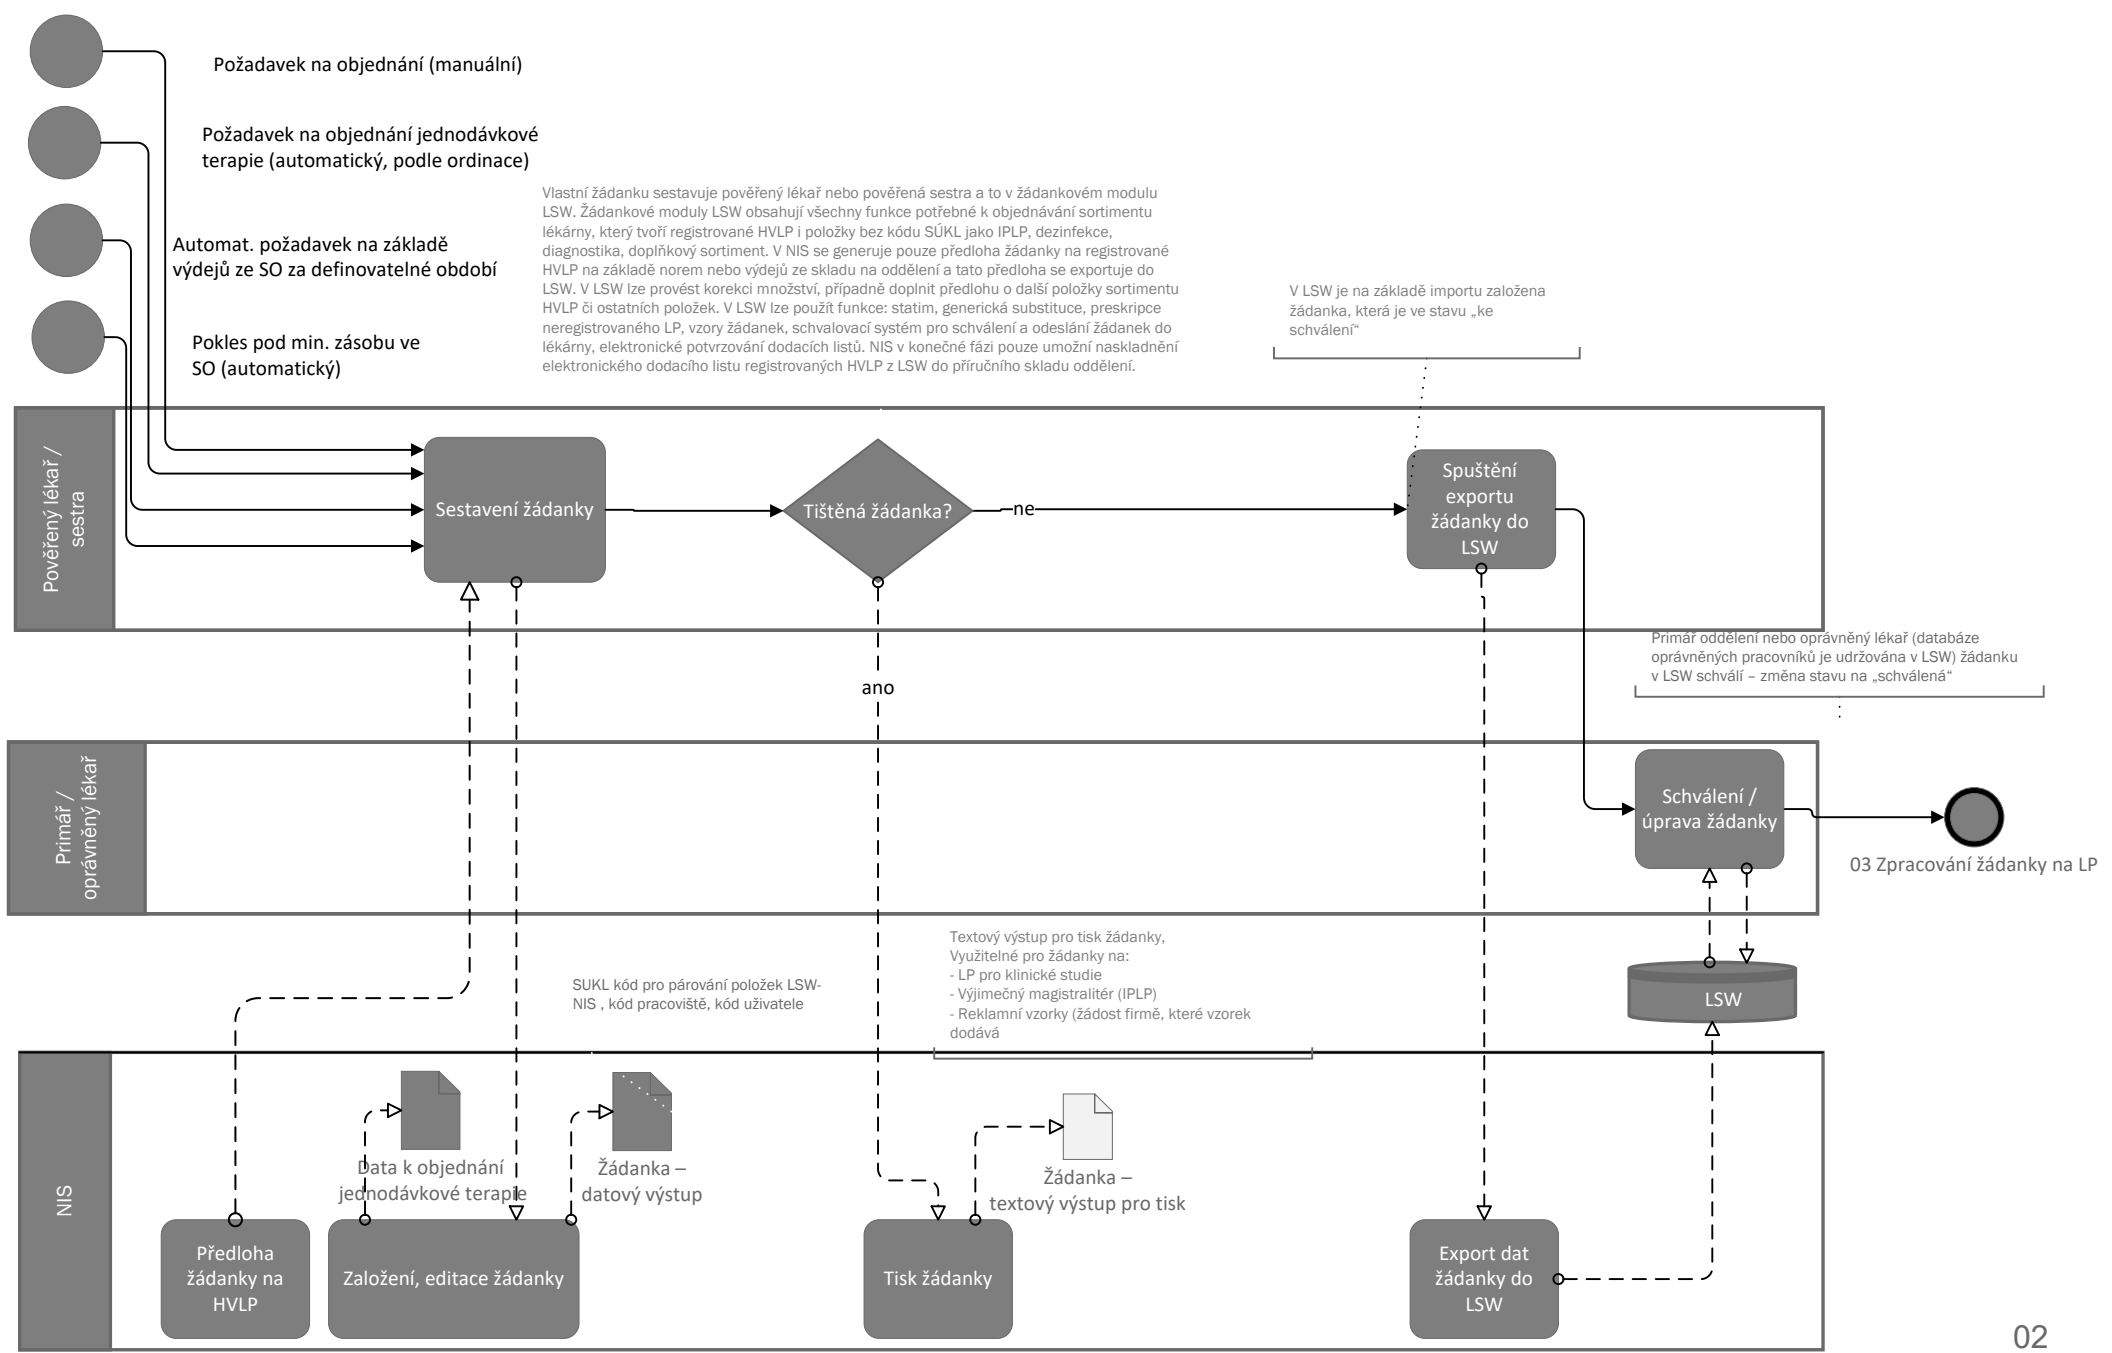 Požadavek na objednání (manuální)
Požadavek na objednání jednodávkové
terapie (automatický, podle ordinace)
Automat. požadavek na základě
výdejů ze SO za definovatelné období
Pokles pod min. zásobu ve
SO (automatický)
Vlastní žádanku sestavuje pověřený lékař nebo pověřená sestra a to v žádankovém modulu
LSW. Žádankové moduly LSW obsahují všechny funkce potřebné k objednávání sortimentu
lékárny, který tvoří registrované HVLP i položky bez kódu SÚKL jako IPLP, dezinfekce,
diagnostika, doplňkový sortiment. V NIS se generuje pouze předloha žádanky na registrované
HVLP na základě norem nebo výdejů ze skladu na oddělení a tato předloha se exportuje do
LSW. V LSW lze provést korekci množství, případně doplnit předlohu o další položky sortimentu
HVLP či ostatních položek. V LSW lze použít funkce: statim, generická substituce, preskripce
neregistrovaného LP, vzory žádanek, schvalovací systém pro schválení a odeslání žádanek do
lékárny, elektronické potvrzování dodacích listů. NIS v konečné fázi pouze umožní naskladnění
elektronického dodacího listu registrovaných HVLP z LSW do příručního skladu oddělení.
V LSW je na základě importu založena
žádanka, která je ve stavu „ke
schválení“
Pověřený lékař /
sestra
Sestavení žádanky
Tištěná žádanka?
ne
Spuštění
exportu
žádanky do
LSW
Primář oddělení nebo oprávněný lékař (databáze
oprávněných pracovníků je udržována v LSW) žádanku
v LSW schválí – změna stavu na „schválená“
ano
Primář /
oprávněný lékař
Schválení /
úprava žádanky
03 Zpracování žádanky na LP
SUKL kód pro párování položek LSW-
NIS , kód pracoviště, kód uživatele
Textový výstup pro tisk žádanky,
Využitelné pro žádanky na:
- LP pro klinické studie
- Výjimečný magistralitér (IPLP)
- Reklamní vzorky (žádost firmě, které vzorek
dodává
LSW
NIS
Data k objednání
jednodávkové terapie
Žádanka –
datový výstup
Žádanka –
textový výstup pro tisk
Předloha
žádanky na
HVLP
Založení, editace žádanky
Tisk žádanky
Export dat
žádanky do
LSW
02